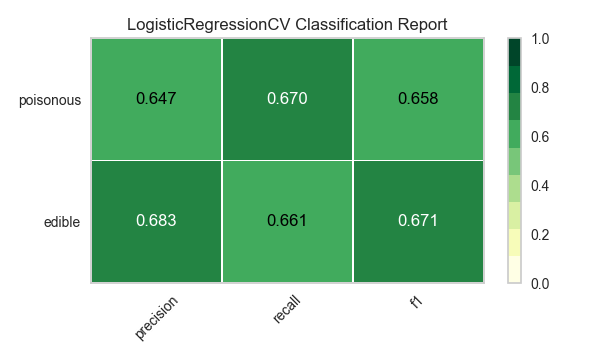 LogisticRegressionCV Classification Report
poisonous 0.647 0.670 0.658
edible 0.683 0.661 0.671
precision recall f1
1.0
0.8
0.6
0.4
0.2
0.0